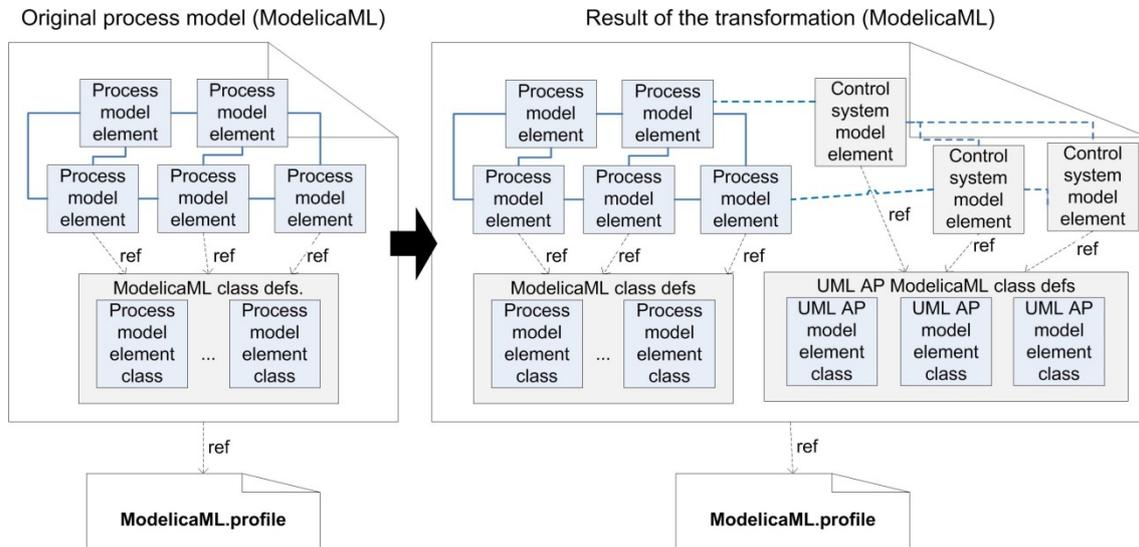 Original process model (ModelicaML)
Process
model
element
Process
model
element
Process
model
element
Process
model
element
Process
model
element
ref
ref
ref
ModelicaML class defs.
Process
model
element
class
...
Process
model
element
class
ref
ModelicaML.profile
Result of the transformation (ModelicaML)
Process
model
element
Process
model
element
Control
system
model
element
Process
model
element
Process
model
element
Process
model
element
Control
system
model
element
Control
system
model
element
ref
ref
ref
ref
ref
ref
ModelicaML class defs
Process
model
element
class
...
Process
model
element
class
UML AP ModelicaML class defs
UML AP
model
element
class
UML AP
model
element
class
UML AP
model
element
class
ref
ModelicaML.profile